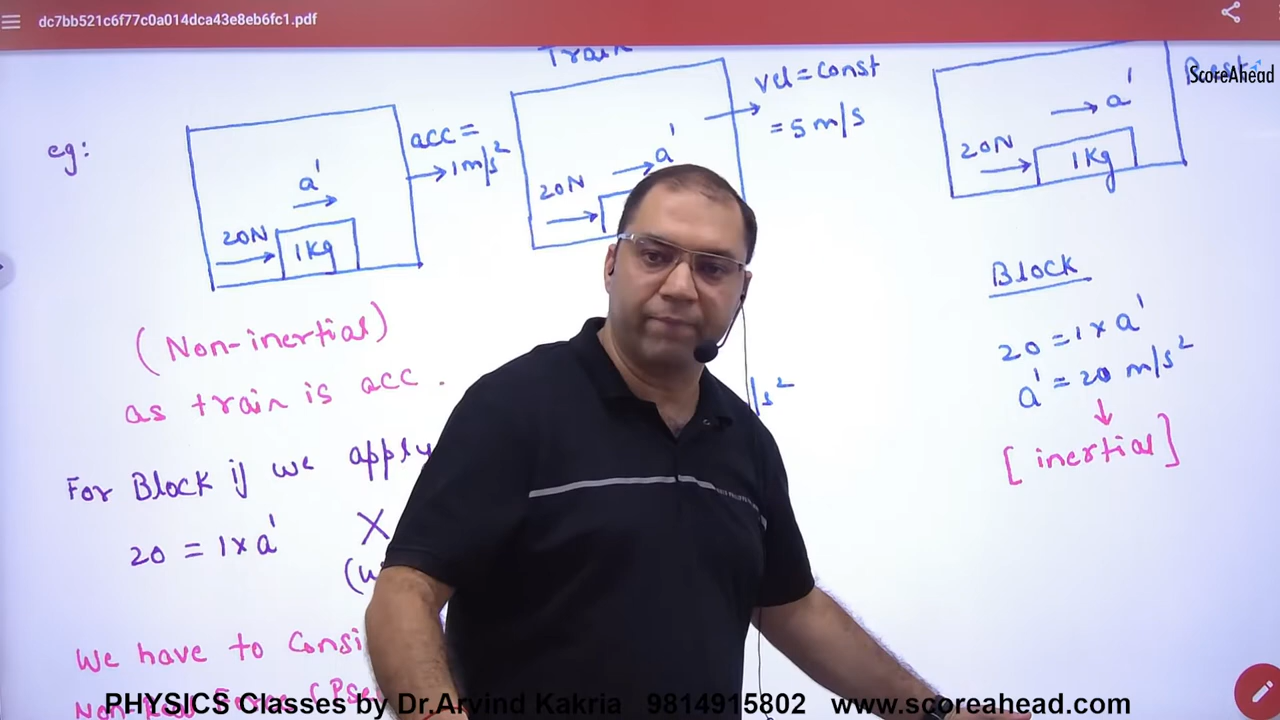 dc7bb521c6f77c0a014dca43e8eb6fc1.pdf
ScoreAhead
Train
eg:
acc =
1m/s²
a'
20N
1Kg
vel = const
= 5 m/s
a'
20N
a'
20N
1Kg
(Non-inertial)
as train is acc.
For Block if we apply
20 = 1 x a' X
We have to
Block
20 = 1 x a'
a' = 20 m/s²
[inertial]
/s²
PHYSICS Classes by Dr.Arvind Kakria 9814915802 www.scoreahead.com